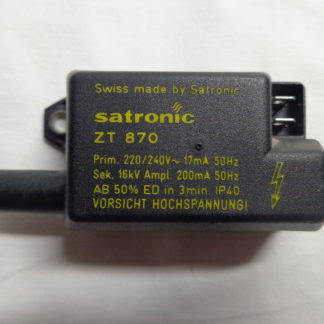 Swiss made by Satronic
satronic
ZT 870
Prim. 220/240V~ 17mA 50Hz
Sek. 16kV Ampl. 200mA 50Hz
AB 50% ED in 3min. IP40
VORSICHT HOCHSPANNUNG!